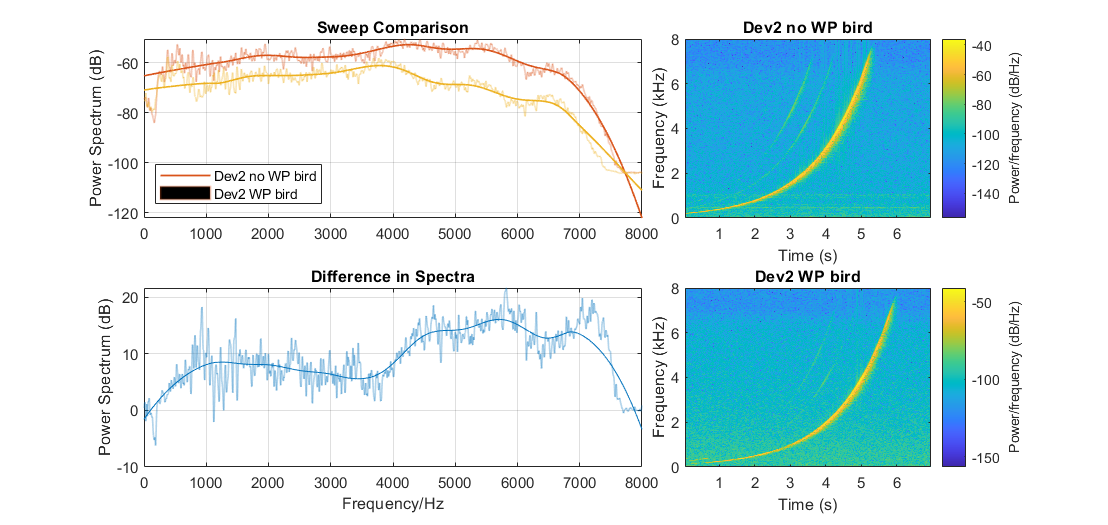 Sweep Comparison
Power Spectrum (dB)
-60
-80
-100
-120
0 1000 2000 3000 4000 5000 6000 7000 8000
Dev2 no WP bird
Dev2 WP bird
Dev2 no WP bird
Frequency (kHz)
8
6
4
2
0
1 2 3 4 5 6
Time (s)
-40
-60
-80
-100
-120
-140
Power/frequency (dB/Hz)
Difference in Spectra
Power Spectrum (dB)
20
10
0
-10
0 1000 2000 3000 4000 5000 6000 7000 8000
Frequency/Hz
Dev2 WP bird
Frequency (kHz)
8
6
4
2
0
1 2 3 4 5 6
Time (s)
-50
-100
-150
Power/frequency (dB/Hz)